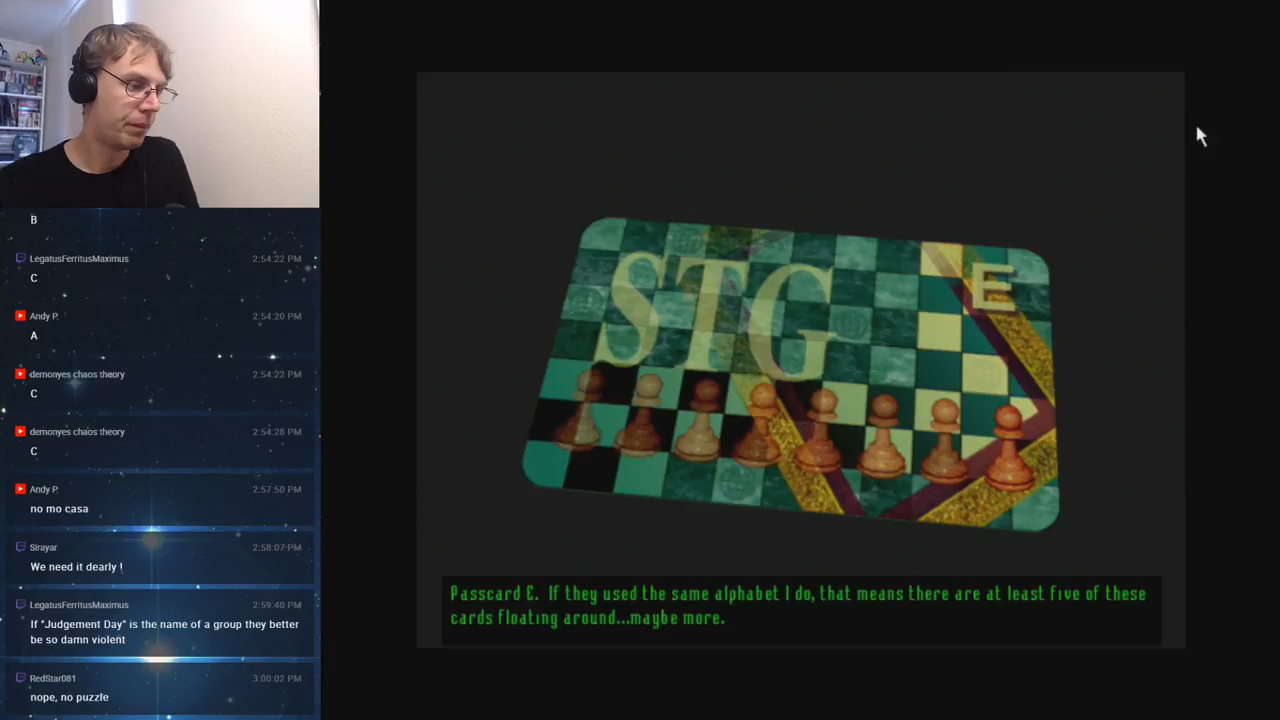 B
LegatusFerritusMaximus 2:54:22 PM
C
Andy P. 2:54:20 PM
A
demonyes chaos theory 2:54:22 PM
C
demonyes chaos theory 2:54:28 PM
C
Andy P. 2:57:50 PM
no mo casa
Sirayar 2:58:07 PM
We need it dearly !
LegatusFerritusMaximus 2:59:40 PM
If "Judgement Day" is the name of a group they better
be so damn violent
RedStar081 3:00:02 PM
nope, no puzzle
STG E
Passcard E. If they used the same alphabet I do, that means there are at least five of these
cards floating around...maybe more.